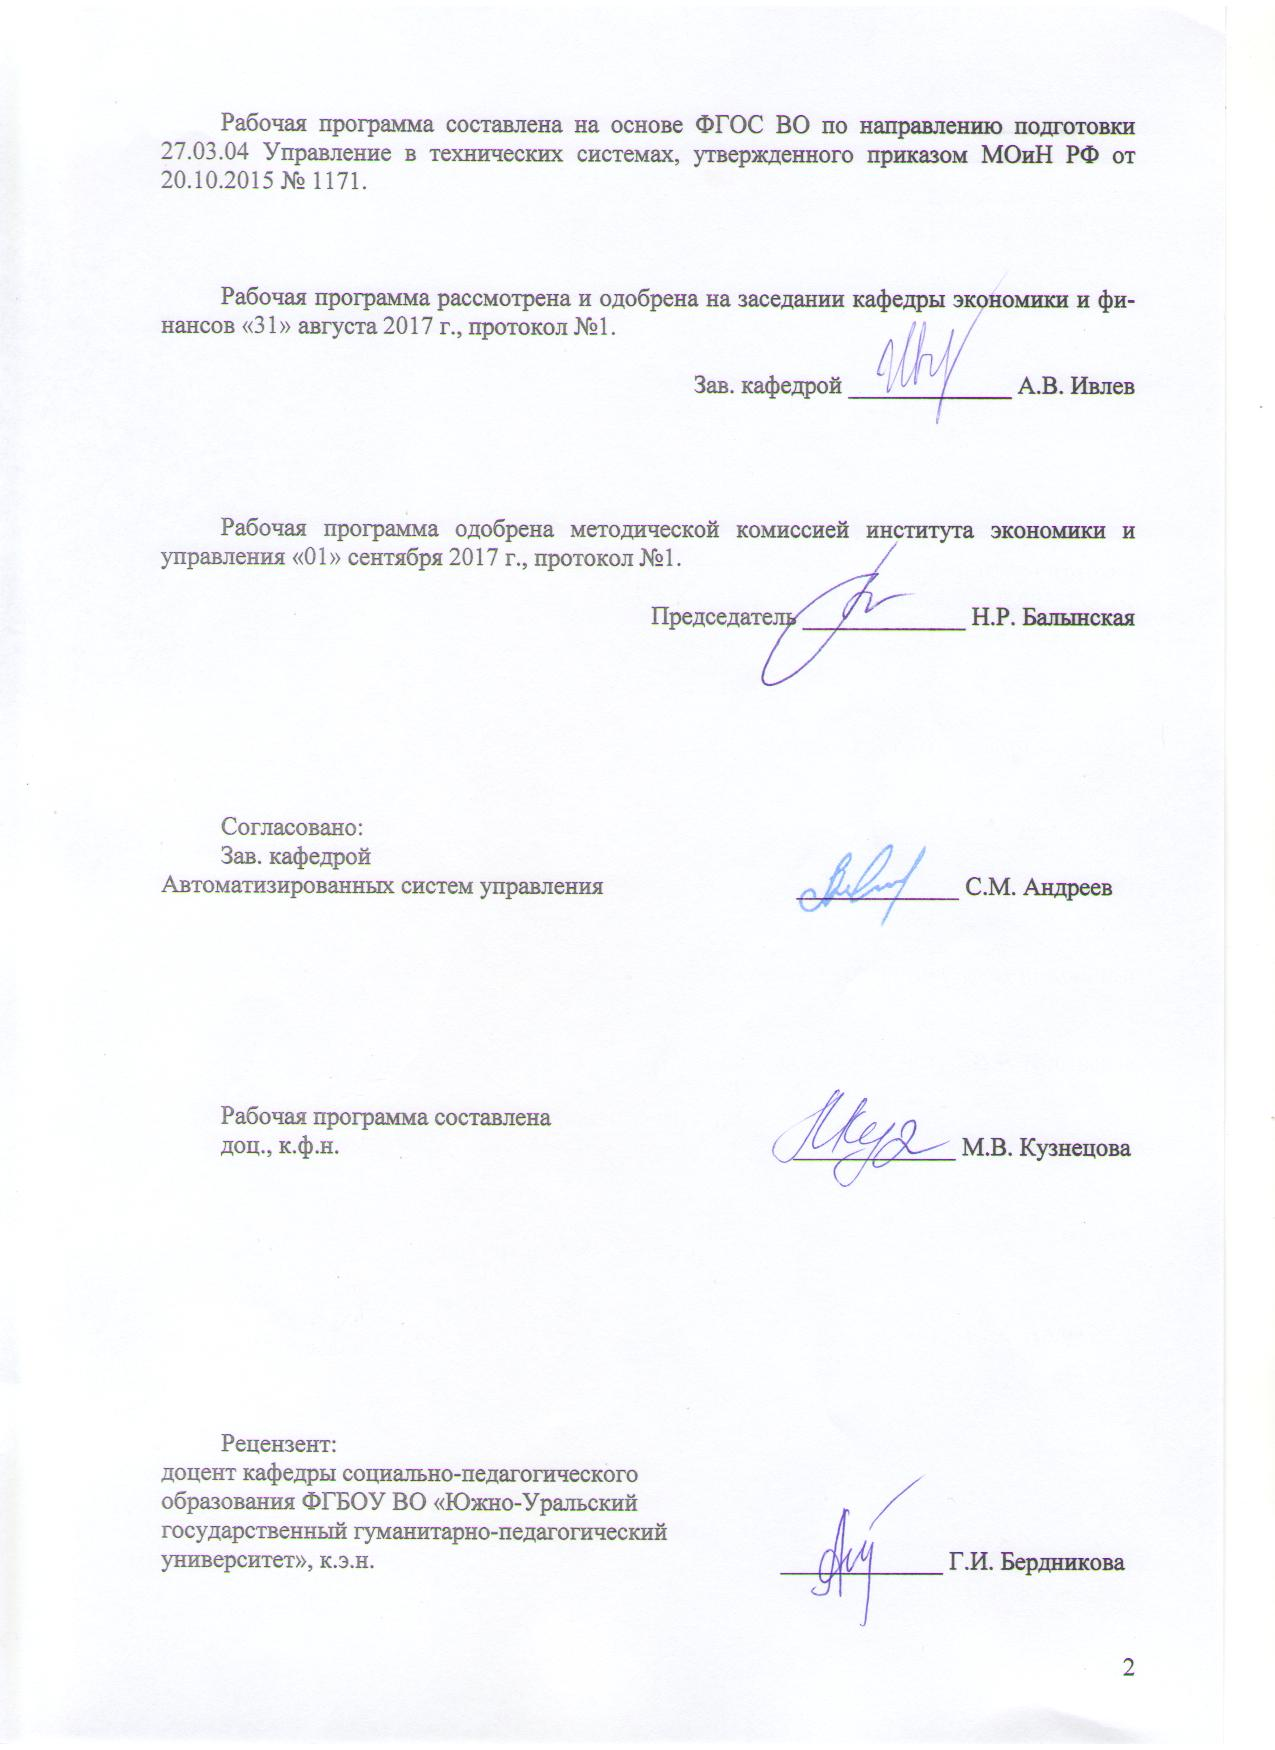 Рабочая программа составлена на основе ФГОС ВО по направлению подготовки
27.03.04 Управление в технических системах, утвержденного приказом МОиН РФ от
20.10.2015 № 1171.
Рабочая программа рассмотрена и одобрена на заседании кафедры экономики и фи-
нансов «31» августа 2017 г., протокол №1.
Зав. кафедрой _____________ А.В. Ивлев
Рабочая программа одобрена методической комиссией института экономики и
управления «01» сентября 2017 г., протокол №1.
Председатель _____________ Н.Р. Балынская
Согласовано:
Зав. кафедрой
Автоматизированных систем управления _____________ С.М. Андреев
Рабочая программа составлена
доц., к.ф.н. _____________ М.В. Кузнецова
Рецензент:
доцент кафедры социально-педагогического
образования ФГБОУ ВО «Южно-Уральский
государственный гуманитарно-педагогический
университет», к.э.н. _____________ Г.И. Бердникова
2